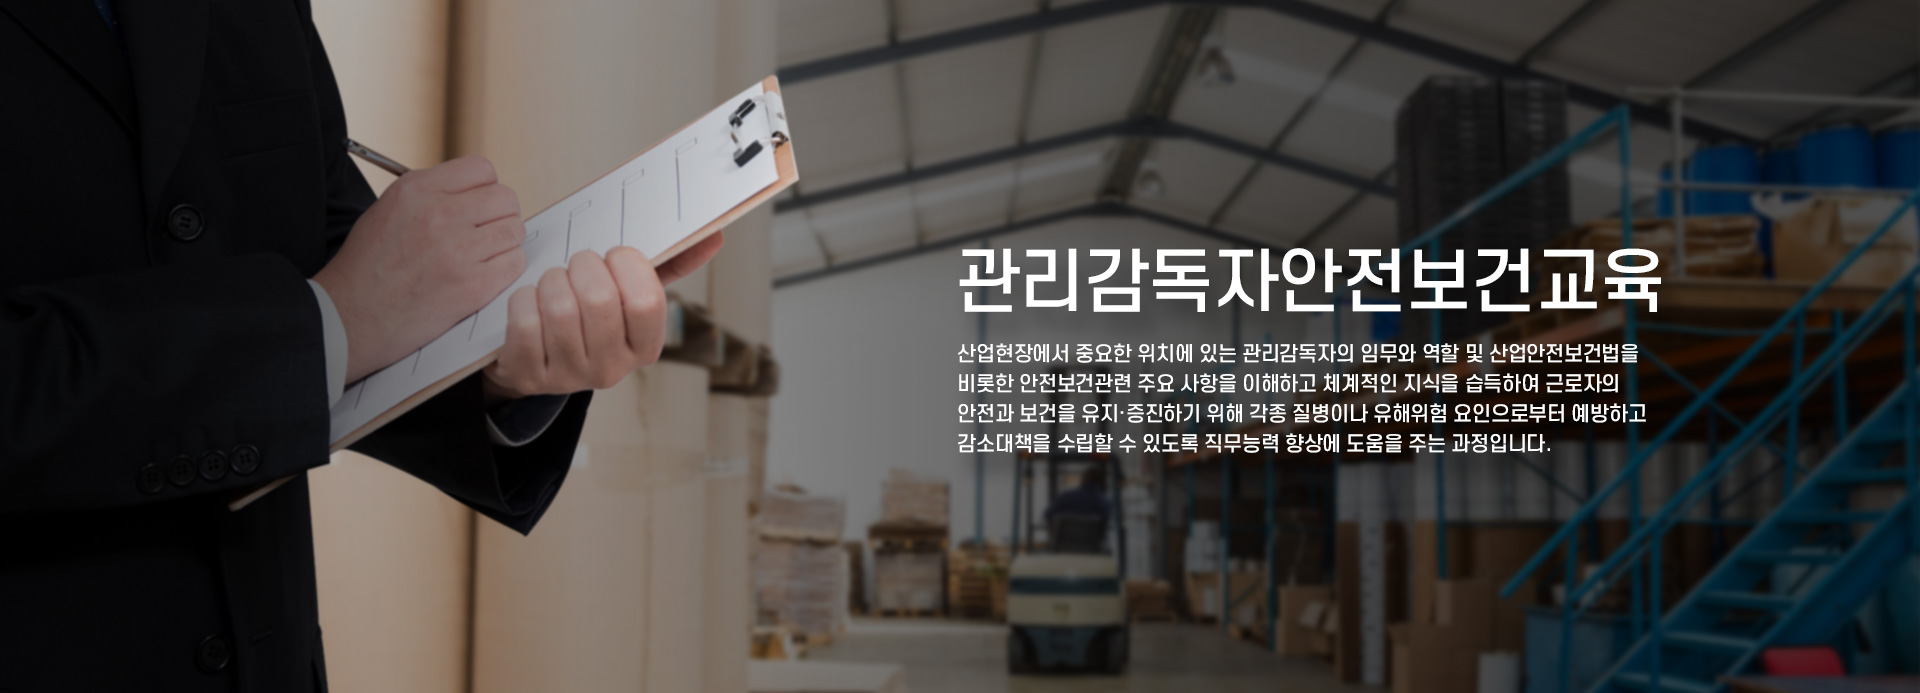 관리감독자안전보건교육
산업현장에서 중요한 위치에 있는 관리감독자의 임무와 역할 및 산업안전보건법을
비롯한 안전보건관련 주요 사항을 이해하고 체계적인 지식을 습득하여 근로자의
안전과 보건을 유지·증진하기 위해 각종 질병이나 유해위험 요인으로부터 예방하고
감소대책을 수립할 수 있도록 직무능력 향상에 도움을 주는 과정입니다.